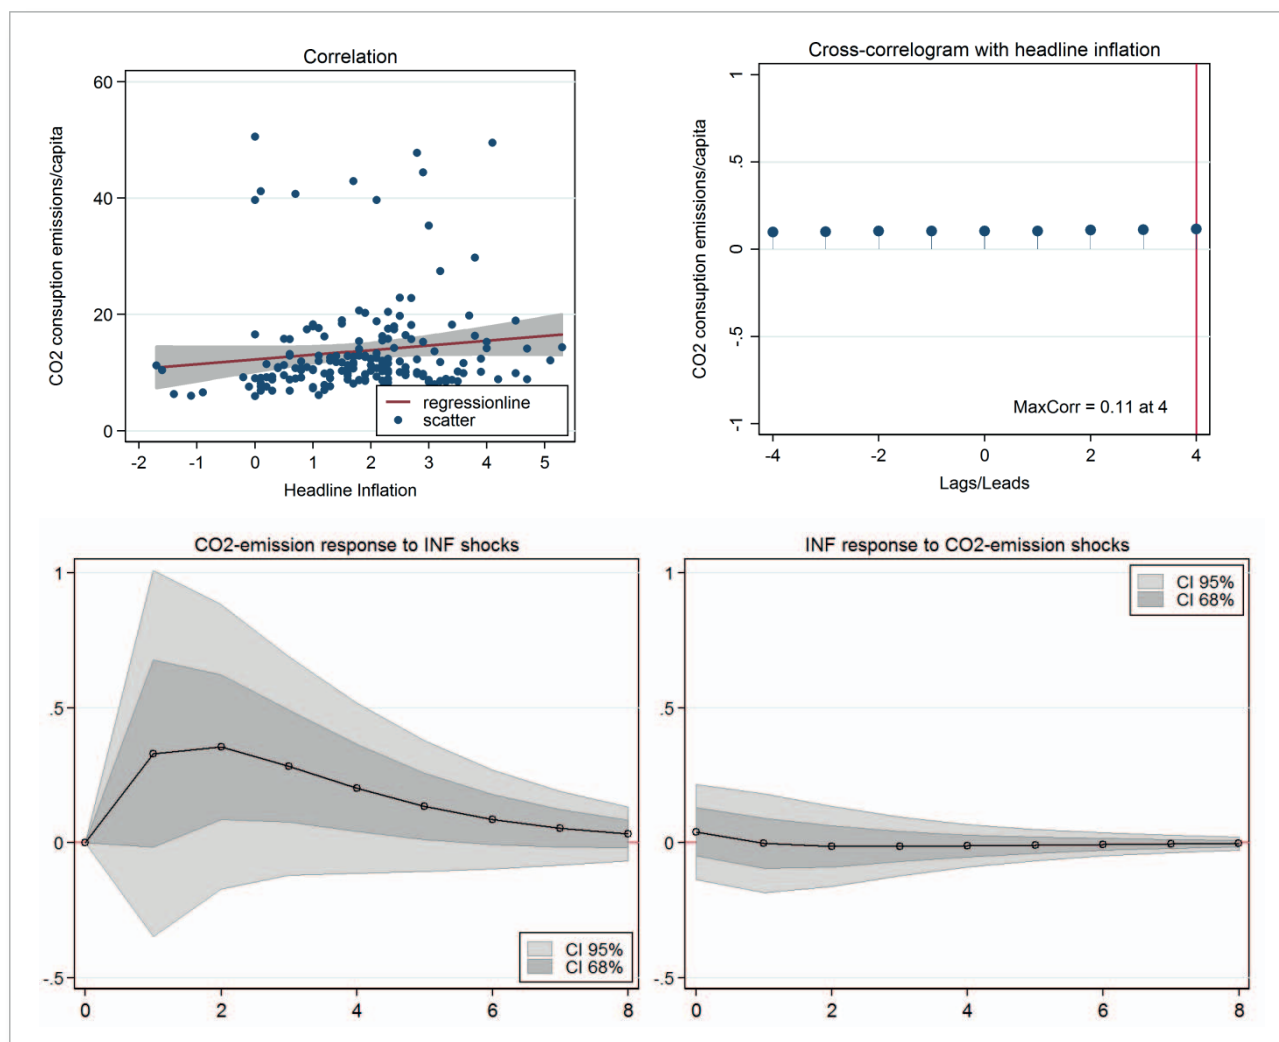 Correlation
CO2 consuption emissions/capita
60
40
20
0
-2 -1 0 1 2 3 4 5
Headline Inflation
regressionline
scatter
Cross-correlogram with headline inflation
CO2 consuption emissions/capita
1
.5
0
-.5
-1
MaxCorr = 0.11 at 4
-4 -2 0 2 4
Lags/Leads
CO2-emission response to INF shocks
1
.5
0
-.5
CI 95%
CI 68%
0 2 4 6 8
INF response to CO2-emission shocks
CI 95%
CI 68%
1
.5
0
-.5
0 2 4 6 8